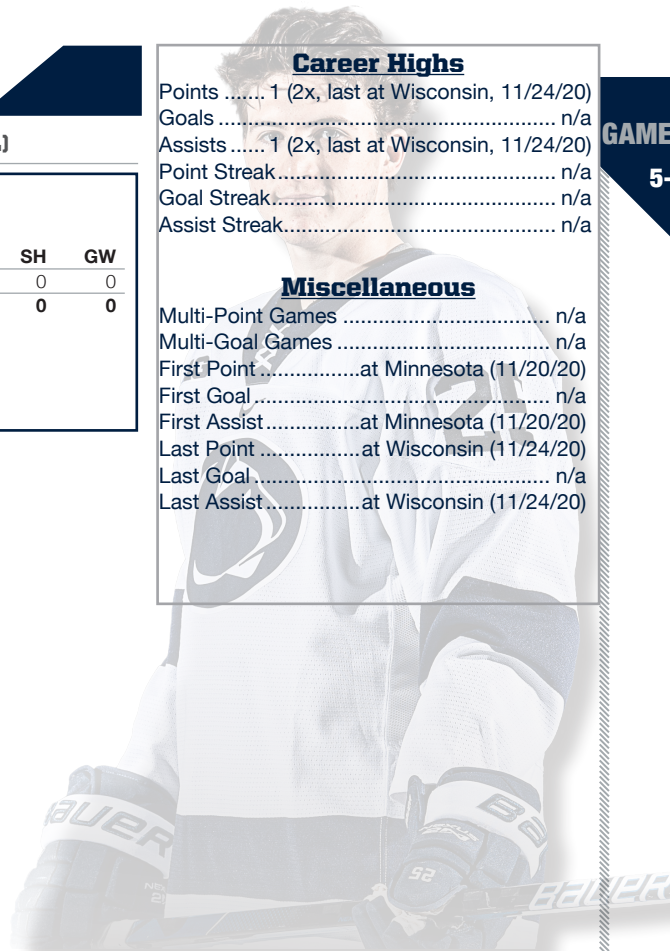 .)
SH GW
0 0
0 0
Career Highs
Points ....... 1 (2x, last at Wisconsin, 11/24/20)
Goals ......................................................... n/a
Assists ...... 1 (2x, last at Wisconsin, 11/24/20)
Point Streak............................................... n/a
Goal Streak................................................ n/a
Assist Streak.............................................. n/a
Miscellaneous
Multi-Point Games ................................... n/a
Multi-Goal Games .................................... n/a
First Point .................at Minnesota (11/20/20)
First Goal................................................... n/a
First Assist................at Minnesota (11/20/20)
Last Point .................at Wisconsin (11/24/20)
Last Goal .................................................. n/a
Last Assist................at Wisconsin (11/24/20)
GAME
5-
25
BAUER
BA
25
BAUER